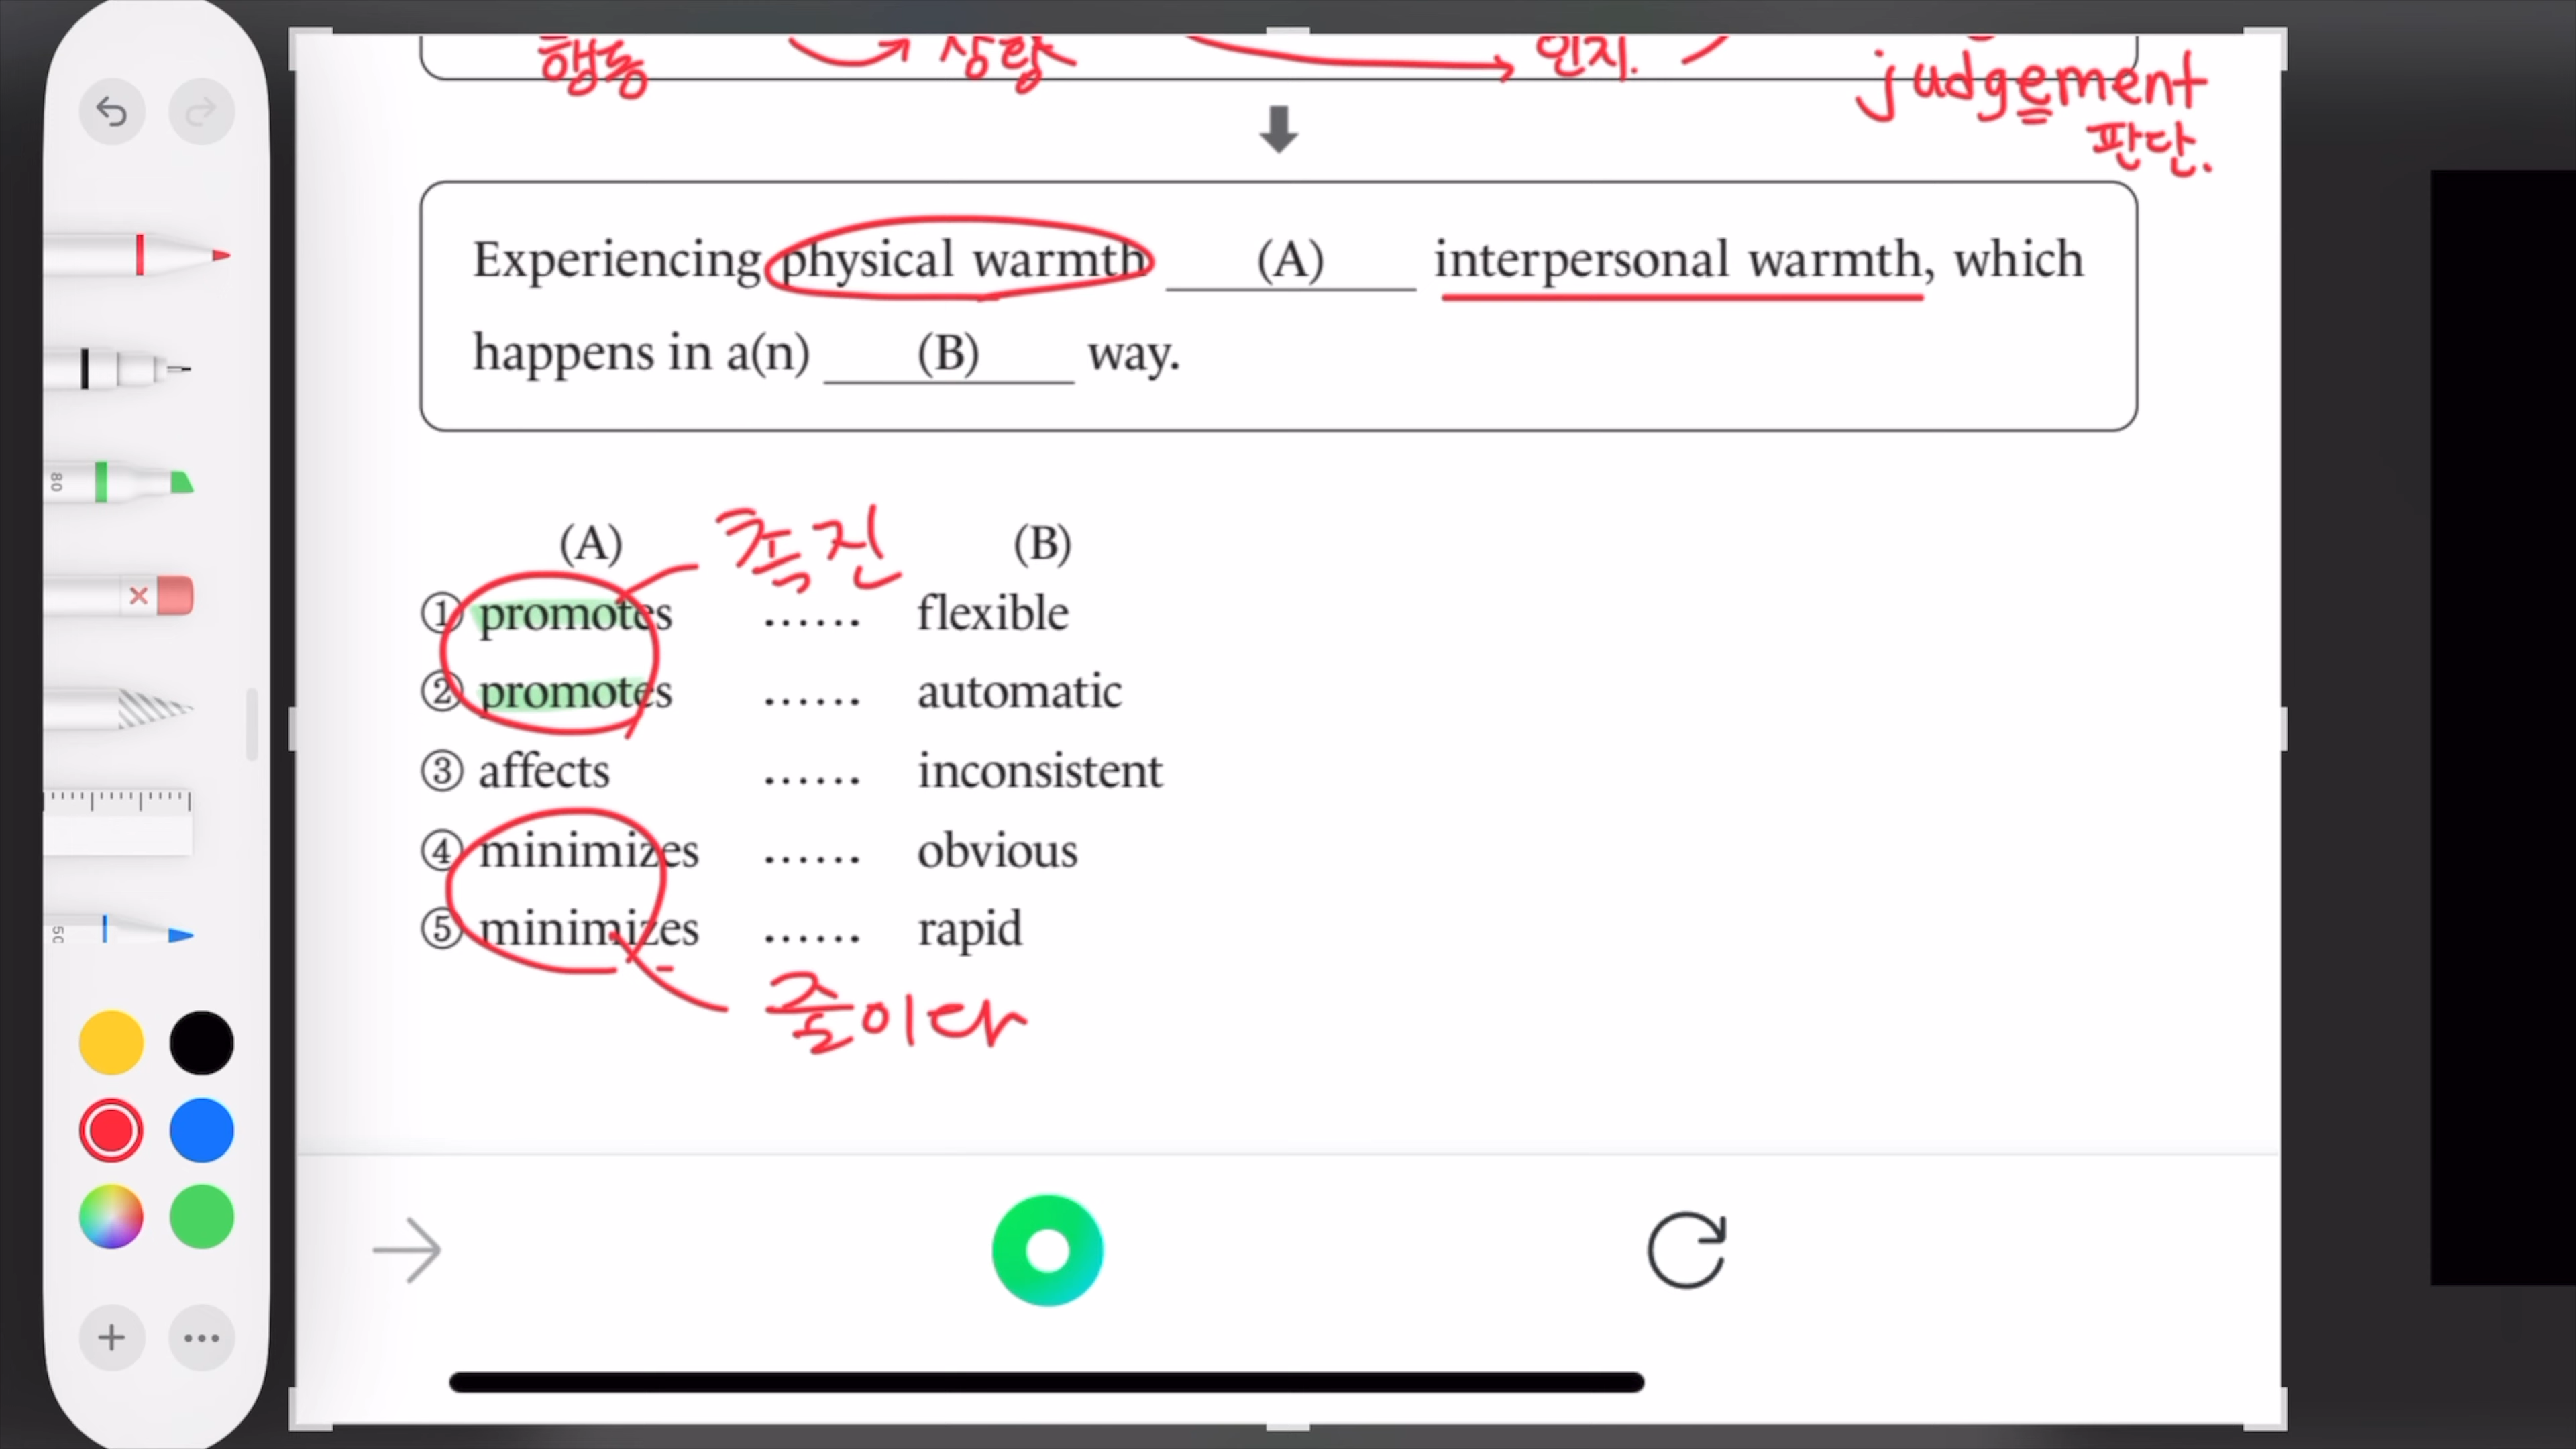 행동 상황 인지.
judgement
판단.
Experiencing physical warmth (A) interpersonal warmth, which
happens in a(n) (B) way.
(A) 촉진 (B)
① promotes ...... flexible
② promotes ...... automatic
③ affects ...... inconsistent
④ minimizes ...... obvious
⑤ minimizes ...... rapid
줄이다
80
50